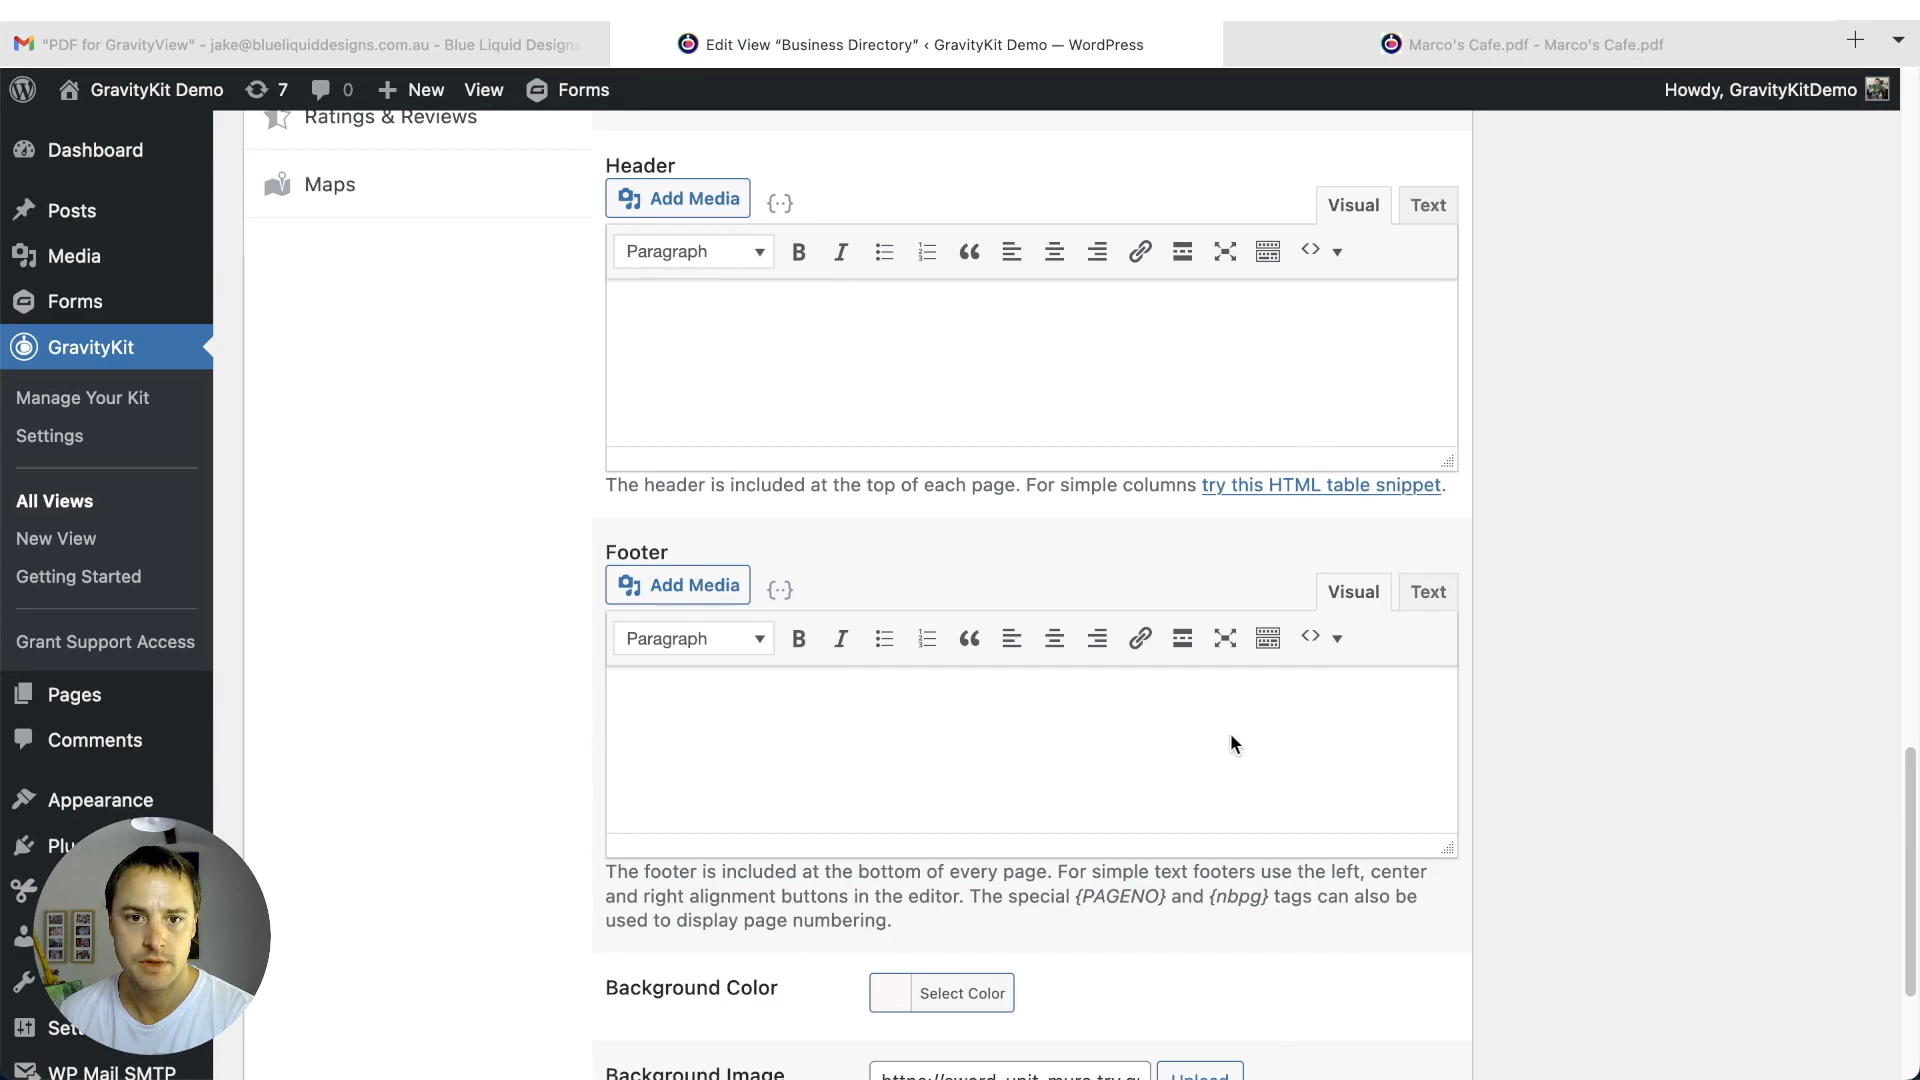 "PDF for GravityView" - jake@blueliquiddesigns.com.au - Blue Liquid Designs
Edit View “Business Directory” ‹ GravityKit Demo — WordPress
Marco's Cafe.pdf - Marco's Cafe.pdf
GravityKit Demo
7
0
New
View
Forms
Howdy, GravityKitDemo
Dashboard
Posts
Media
Forms
GravityKit
Manage Your Kit
Settings
All Views
New View
Getting Started
Grant Support Access
Pages
Comments
Appearance
Plu
Set
WP Mail SMTP
Ratings & Reviews
Maps
Header
Add Media
Visual
Text
Paragraph
The header is included at the top of each page. For simple columns try this HTML table snippet.
Footer
Add Media
Visual
Text
Paragraph
The footer is included at the bottom of every page. For simple text footers use the left, center
and right alignment buttons in the editor. The special {PAGENO} and {nbpg} tags can also be
used to display page numbering.
Background Color
Select Color
Background Image
Upload